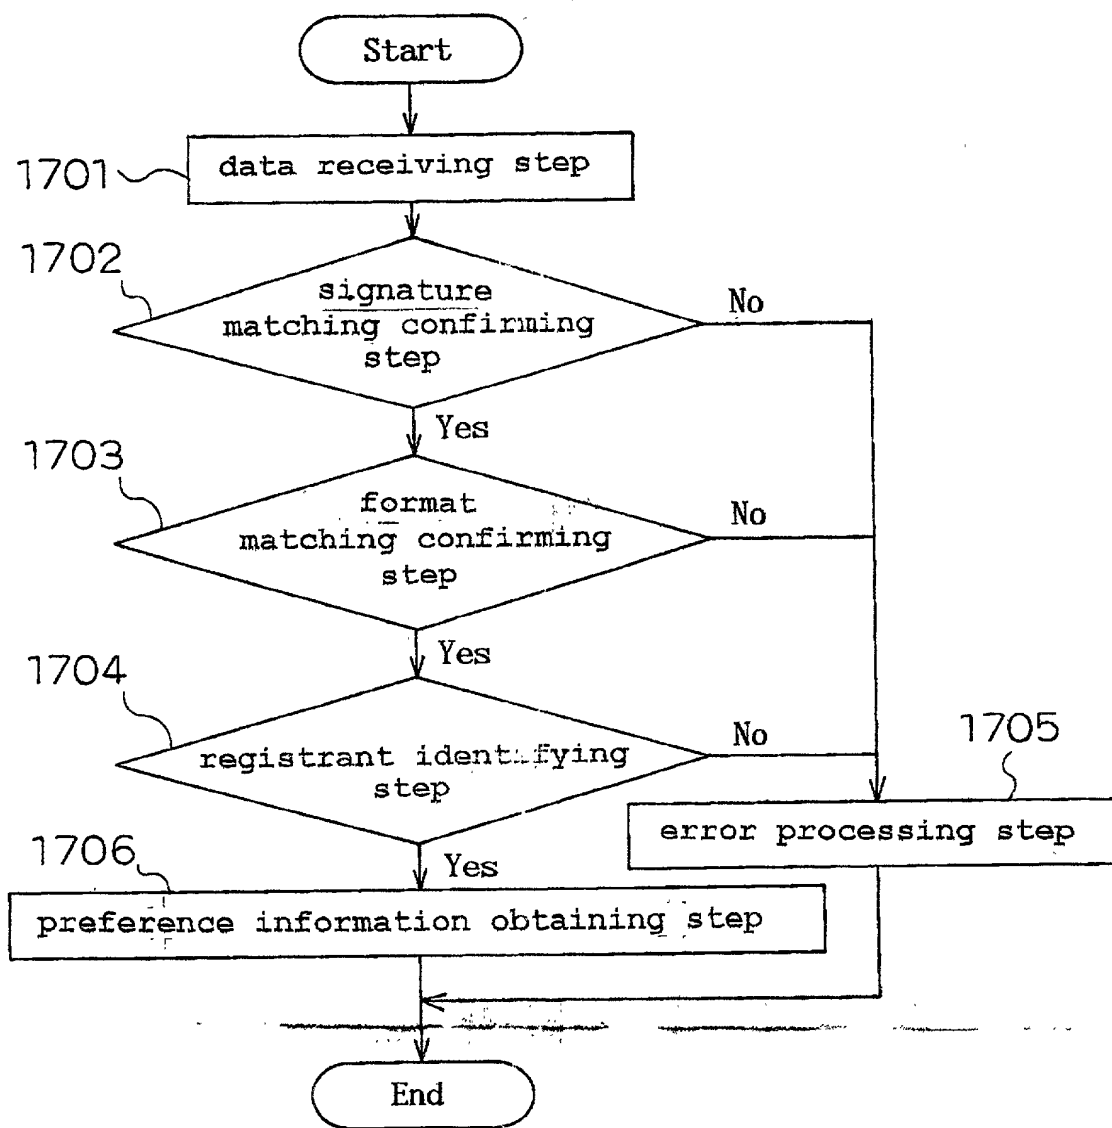 Start
1701
data receiving step
1702
signature
matching confirming
step
No
Yes
1703
format
matching confirming
step
No
Yes
1704
registrant identifying
step
No
1705
error processing step
Yes
1706
preference information obtaining step
End